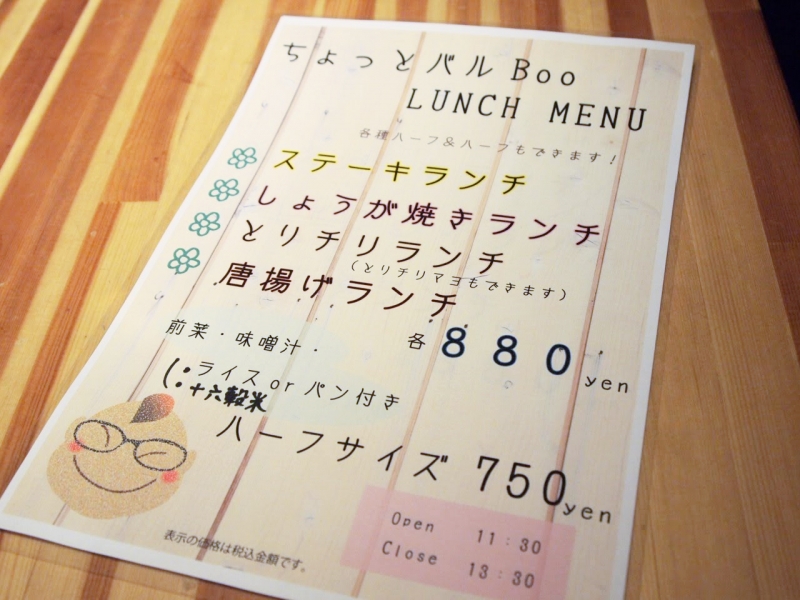 ちょっとバル Boo
LUNCH MENU
各種ハーフ＆ハーフもできます！
ステーキランチ
しょうが焼きランチ
とりチリランチ
（とりチリマヨもできます）
唐揚げランチ
前菜・味噌汁・ 各 880 yen
ライス or パン付き
十六穀米
ハーフサイズ 750yen
Open 11:30
Close 13:30
表示の価格は税込金額です。